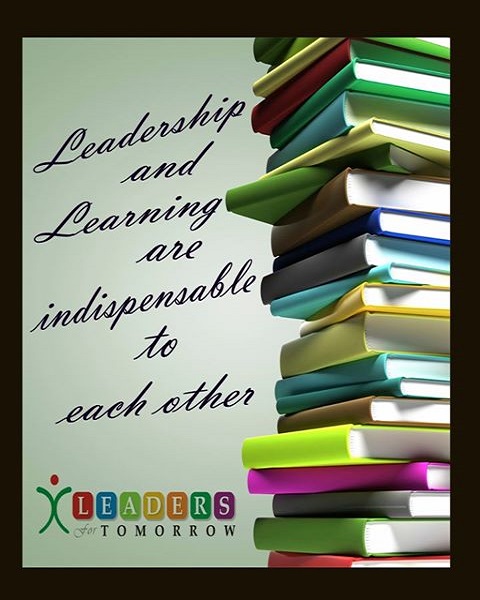 Leadership
and
Learning
are
indispensable
to
each other
LEADERS
for TOMORROW